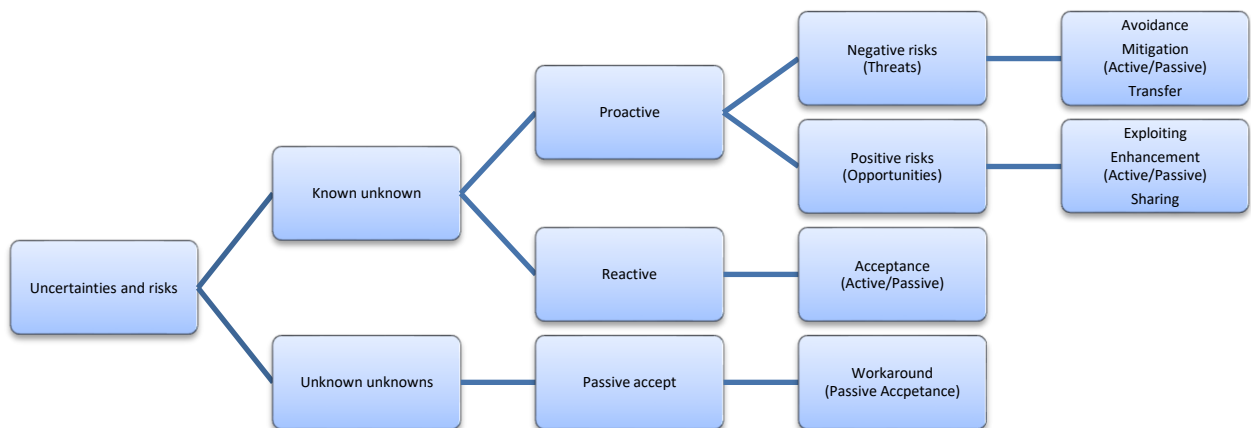 Uncertainties and risks
Known unknown
Proactive
Negative risks
(Threats)
Avoidance
Mitigation
(Active/Passive)
Transfer
Positive risks
(Opportunities)
Exploiting
Enhancement
(Active/Passive)
Sharing
Reactive
Acceptance
(Active/Passive)
Unknown unknowns
Passive accept
Workaround
(Passive Accpetance)